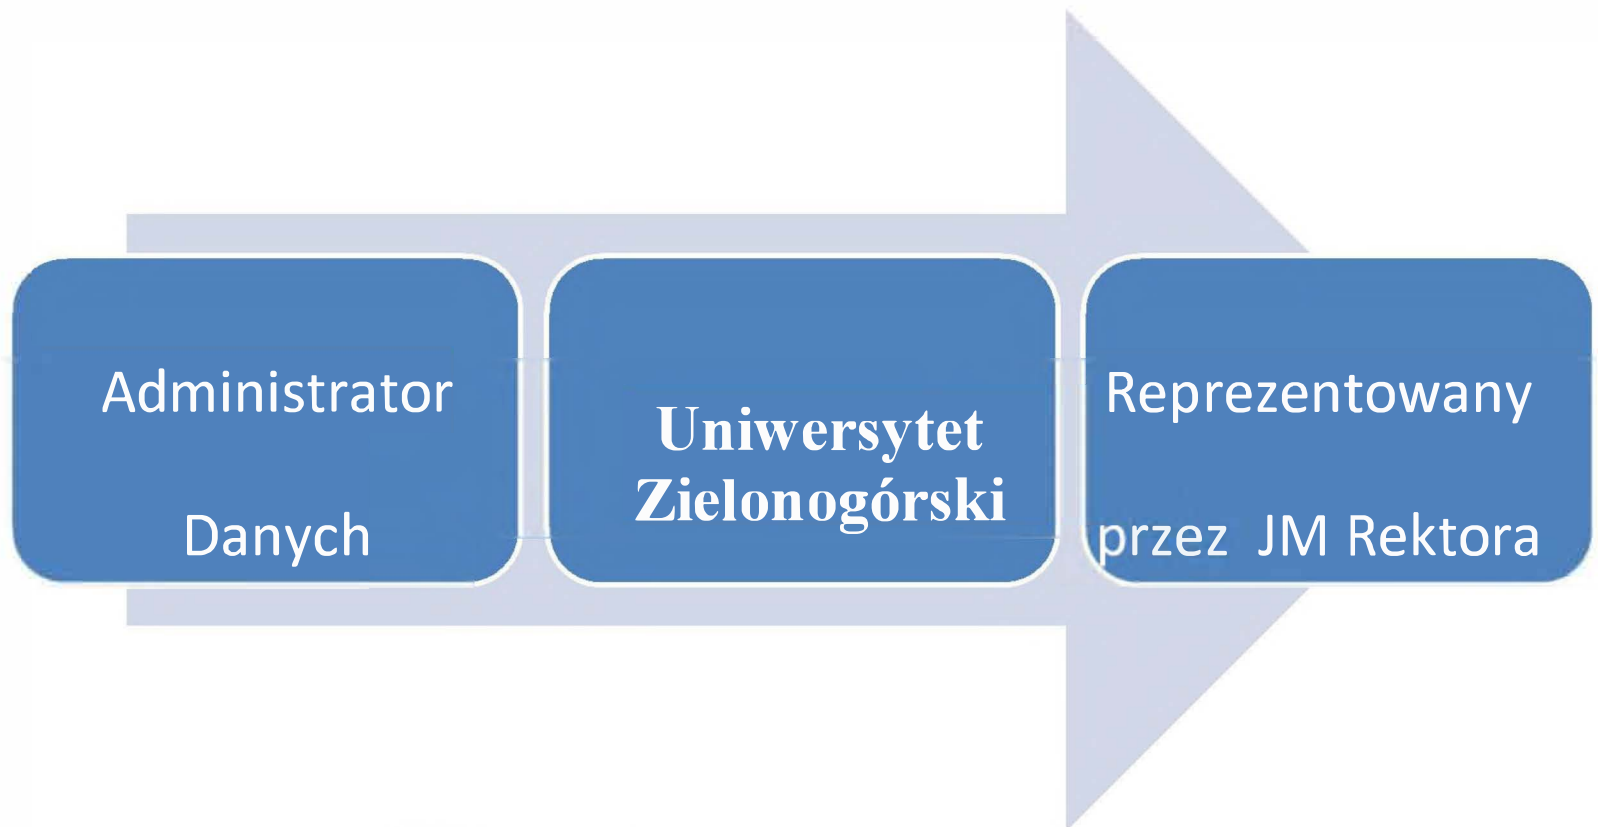 Administrator
Danych
Uniwersytet
Zielonogórski
Reprezentowany
przez JM Rektora